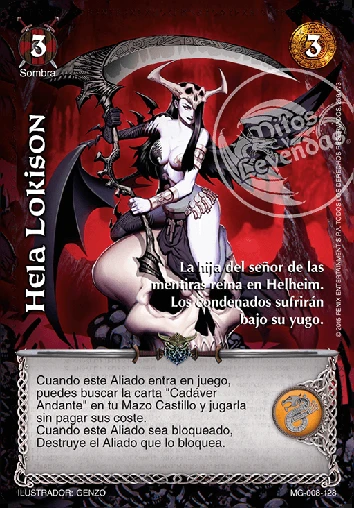 3
Sombra
3
Hela Lokison
Mitos
y
Leyendas
La hija del señor de las
mentiras reina en Helheim.
Los condenados sufrirán
bajo su yugo.
Cuando este Aliado entra en juego,
puedes buscar la carta "Cadáver
Andante" en tu Mazo Castillo y jugarla
sin pagar sus coste.
Cuando este Aliado sea bloqueado,
Destruye el Aliado que lo bloquea.
ILUSTRADOR: GENZO
MG-008-128